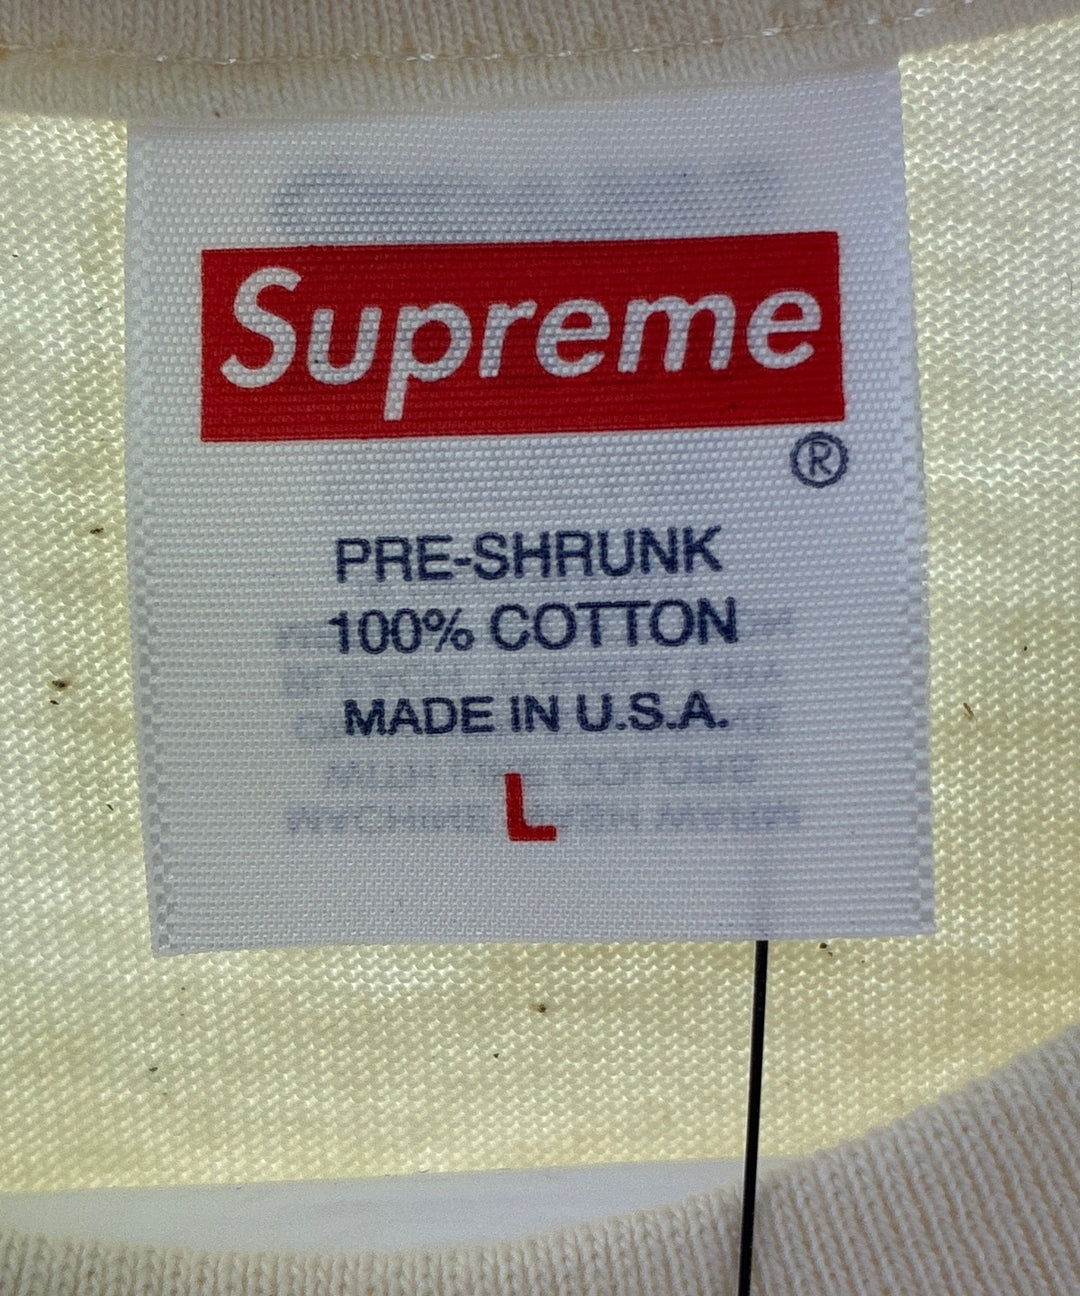 Supreme
®
PRE-SHRUNK
100% COTTON
MADE IN U.S.A.
L